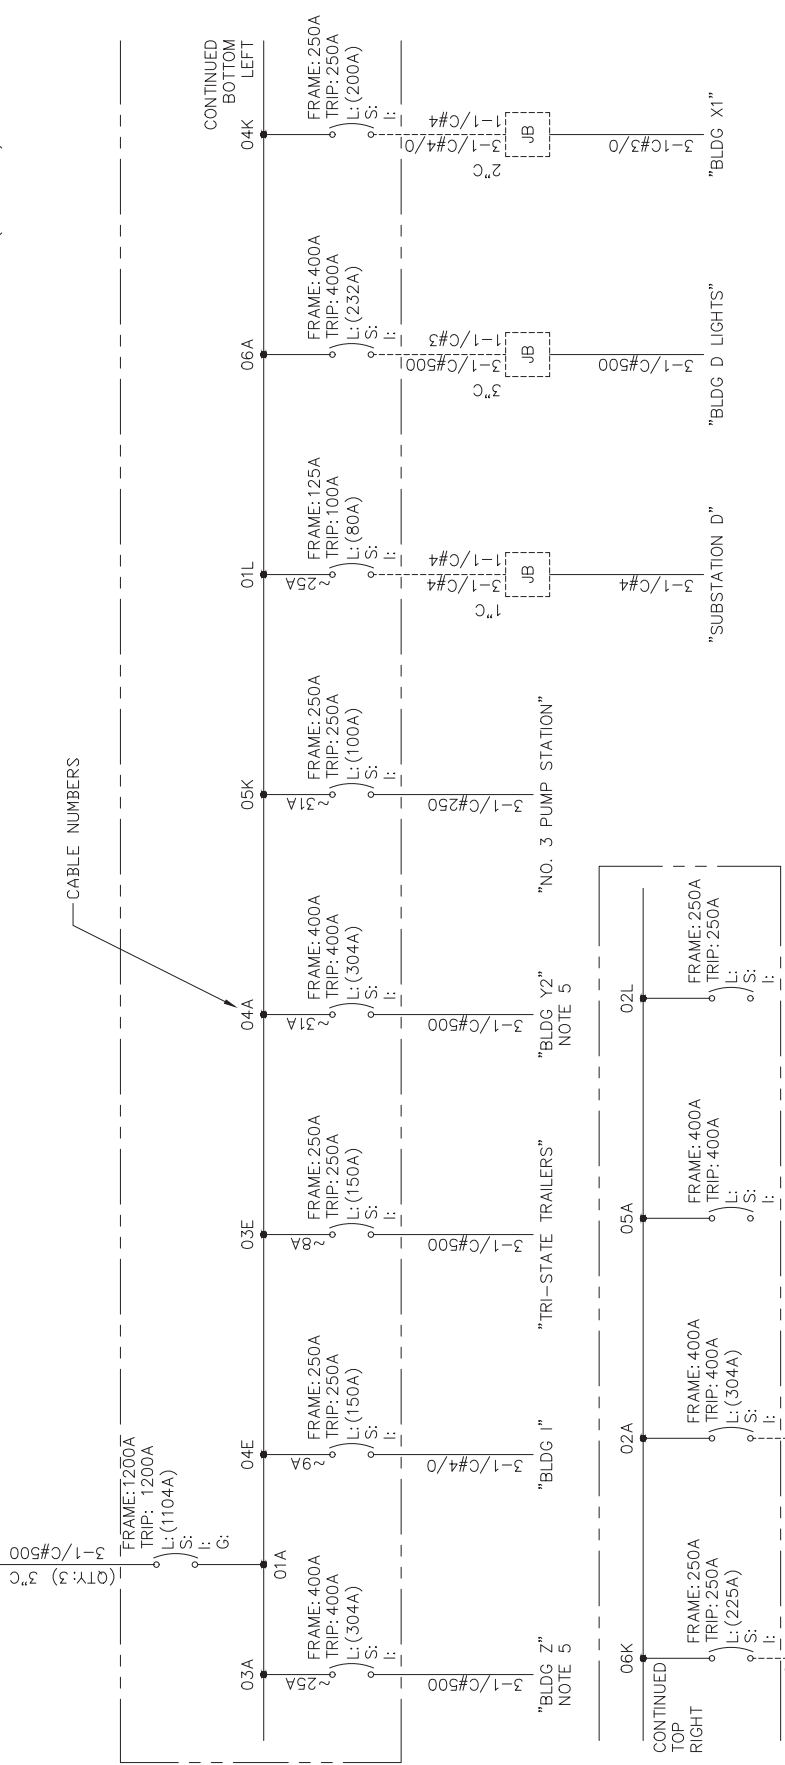 3-1/C#500
(QTY:3) 3"C
FRAME:1200A
TRIP: 1200A
L:(1104A)
S:
I:
G:
01A
CABLE NUMBERS
03A
~25A
FRAME:400A
TRIP:400A
L:(304A)
S:
I:
3-1/C#500
"BLDG Z"
NOTE 5
04E
~9A
FRAME:250A
TRIP:250A
L:(150A)
S:
I:
3-1/C#4/0
"BLDG I"
03E
~8A
FRAME:250A
TRIP:250A
L:(150A)
S:
I:
3-1/C#500
"TRI-STATE TRAILERS"
04A
~31A
FRAME:400A
TRIP:400A
L:(304A)
S:
I:
3-1/C#500
"BLDG Y2"
NOTE 5
05K
~31A
FRAME:250A
TRIP:250A
L:(100A)
S:
I:
3-1/C#250
"NO. 3 PUMP STATION"
01L
~25A
FRAME:125A
TRIP:100A
L:(80A)
S:
I:
1-1/C#4
3-1/C#4
1"C
JB
3-1/C#4
"SUBSTATION D"
06A
FRAME:400A
TRIP:400A
L:(232A)
S:
I:
1-1/C#3
3-1/C#500
3"C
JB
3-1/C#500
"BLDG D LIGHTS"
CONTINUED
BOTTOM
LEFT
04K
FRAME:250A
TRIP:250A
L:(200A)
S:
I:
1-1/C#4
3-1/C#4/0
2"C
JB
3-1C#3/0
"BLDG X1"
06K
CONTINUED
TOP
RIGHT
FRAME:250A
TRIP:250A
L:(225A)
S:
I:
02A
FRAME:400A
TRIP:400A
L:(304A)
S:
I:
05A
FRAME:400A
TRIP:400A
L:
S:
I:
02L
FRAME:250A
TRIP:250A
L:
S:
I: